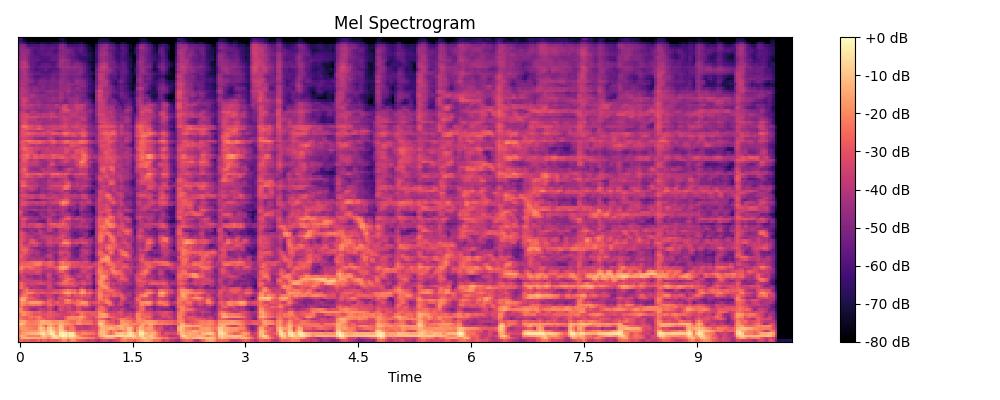 Mel Spectrogram
+0 dB
-10 dB
-20 dB
-30 dB
-40 dB
-50 dB
-60 dB
-70 dB
-80 dB
0 1.5 3 4.5 6 7.5 9
Time